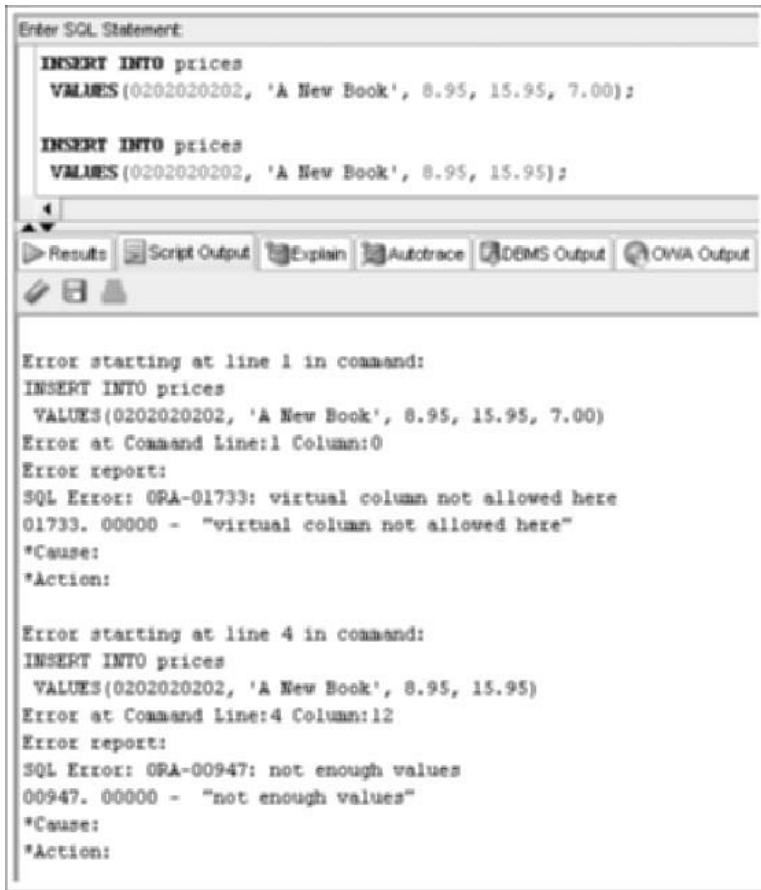 Enter SQL Statement:
INSERT INTO prices
VALUES(0202020202, 'A New Book', 8.95, 15.95, 7.00);
INSERT INTO prices
VALUES(0202020202, 'A New Book', 8.95, 15.95);
Results Script Output Explain Autotrace DBMS Output OWA Output
Error starting at line 1 in command:
INSERT INTO prices
VALUES(0202020202, 'A New Book', 8.95, 15.95, 7.00)
Error at Command Line:1 Column:0
Error report:
SQL Error: ORA-01733: virtual column not allowed here
01733. 00000 - "virtual column not allowed here"
*Cause:
*Action:
Error starting at line 4 in command:
INSERT INTO prices
VALUES(0202020202, 'A New Book', 8.95, 15.95)
Error at Command Line:4 Column:12
Error report:
SQL Error: ORA-00947: not enough values
00947. 00000 - "not enough values"
*Cause:
*Action: